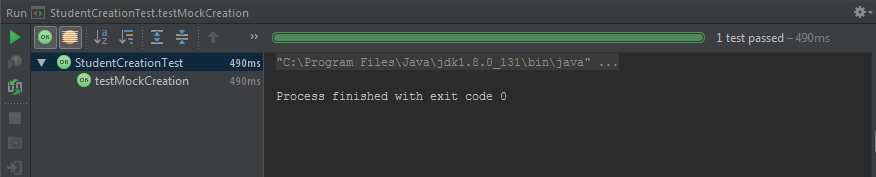 Run StudentCreationTest.testMockCreation
OK 1 test passed – 490ms
OK StudentCreationTest 490ms
OK testMockCreation 490ms
"C:\Program Files\Java\jdk1.8.0_131\bin\java" ...
Process finished with exit code 0